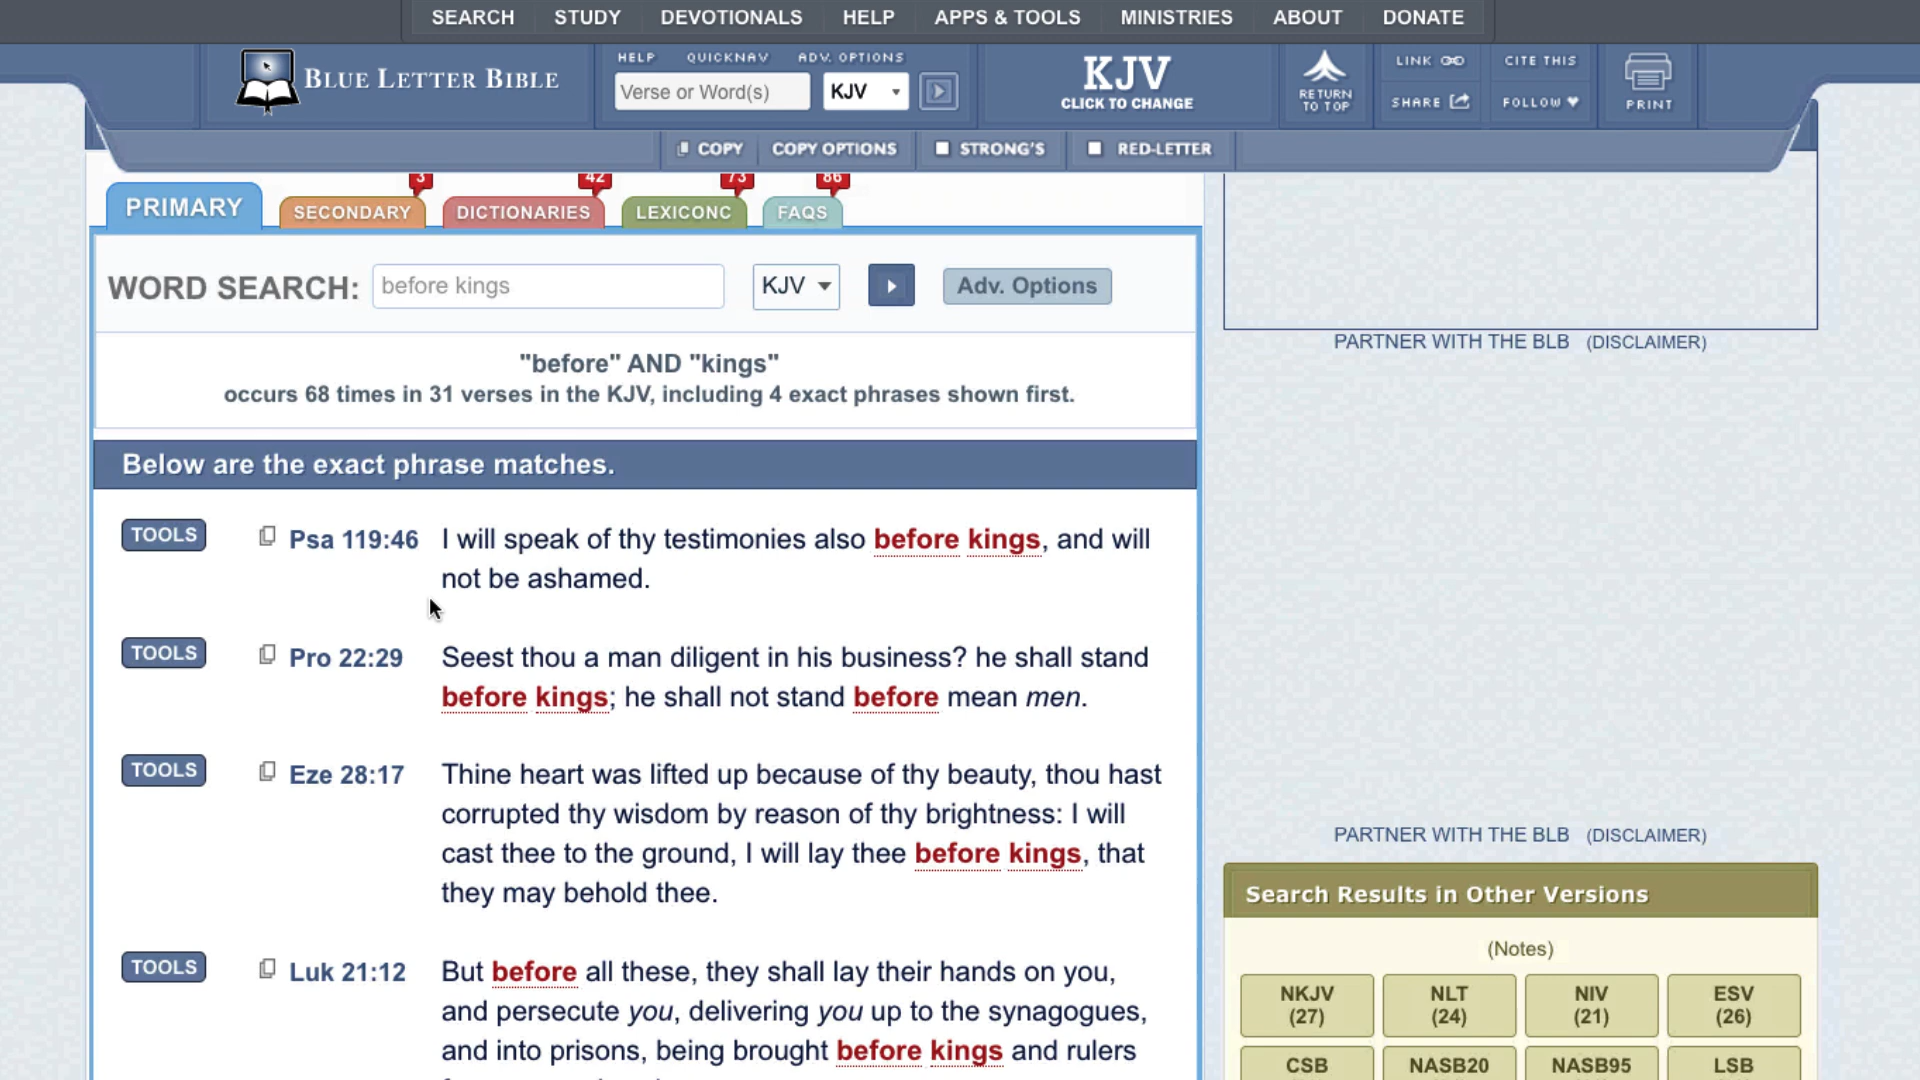 SEARCH STUDY DEVOTIONALS HELP APPS & TOOLS MINISTRIES ABOUT DONATE
BLUE LETTER BIBLE
HELP QUICKNAV ADV. OPTIONS
Verse or Word(s) KJV
KJV
CLICK TO CHANGE
RETURN
TO TOP
LINK CITE THIS
SHARE FOLLOW
PRINT
COPY COPY OPTIONS STRONG'S RED-LETTER
3 42 73 86
PRIMARY SECONDARY DICTIONARIES LEXICONC FAQS
WORD SEARCH: before kings KJV Adv. Options
"before" AND "kings"
occurs 68 times in 31 verses in the KJV, including 4 exact phrases shown first.
Below are the exact phrase matches.
TOOLS Psa 119:46 I will speak of thy testimonies also before kings, and will
not be ashamed.
TOOLS Pro 22:29 Seest thou a man diligent in his business? he shall stand
before kings; he shall not stand before mean men.
TOOLS Eze 28:17 Thine heart was lifted up because of thy beauty, thou hast
corrupted thy wisdom by reason of thy brightness: I will
cast thee to the ground, I will lay thee before kings, that
they may behold thee.
TOOLS Luk 21:12 But before all these, they shall lay their hands on you,
and persecute you, delivering you up to the synagogues,
and into prisons, being brought before kings and rulers
PARTNER WITH THE BLB (DISCLAIMER)
PARTNER WITH THE BLB (DISCLAIMER)
Search Results in Other Versions
(Notes)
NKJV NLT NIV ESV
(27) (24) (21) (26)
CSB NASB20 NASB95 LSB